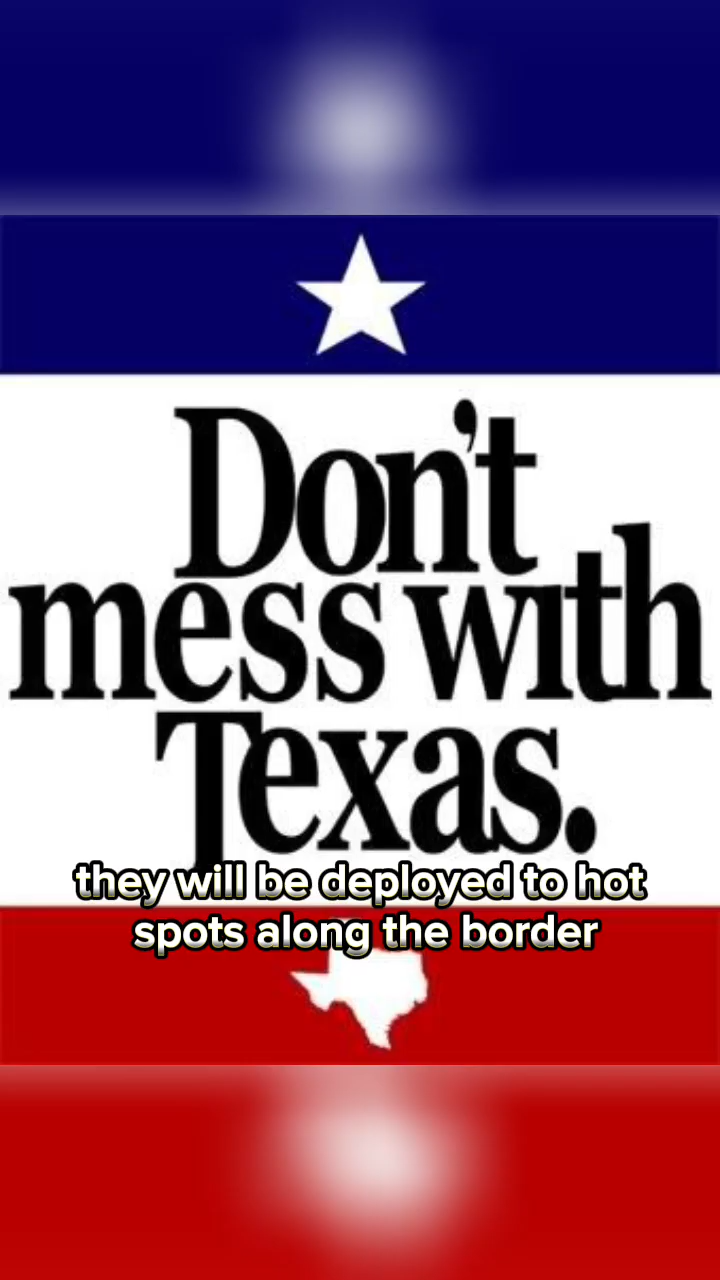 Don't
mess with
Texas.
they will be deployed to hot
spots along the border